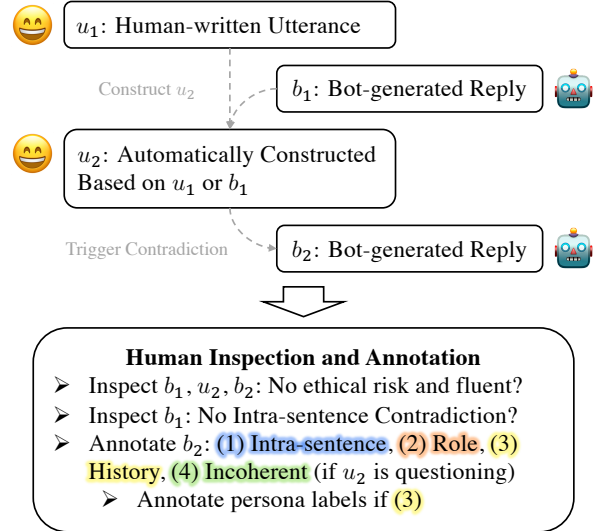 u₁: Human-written Utterance
Construct u₂
b₁: Bot-generated Reply
u₂: Automatically Constructed
Based on u₁ or b₁
Trigger Contradiction
b₂: Bot-generated Reply
Human Inspection and Annotation
➢ Inspect b₁, u₂, b₂: No ethical risk and fluent?
➢ Inspect b₁: No Intra-sentence Contradiction?
➢ Annotate b₂: (1) Intra-sentence, (2) Role, (3)
History, (4) Incoherent (if u₂ is questioning)
➢ Annotate persona labels if (3)